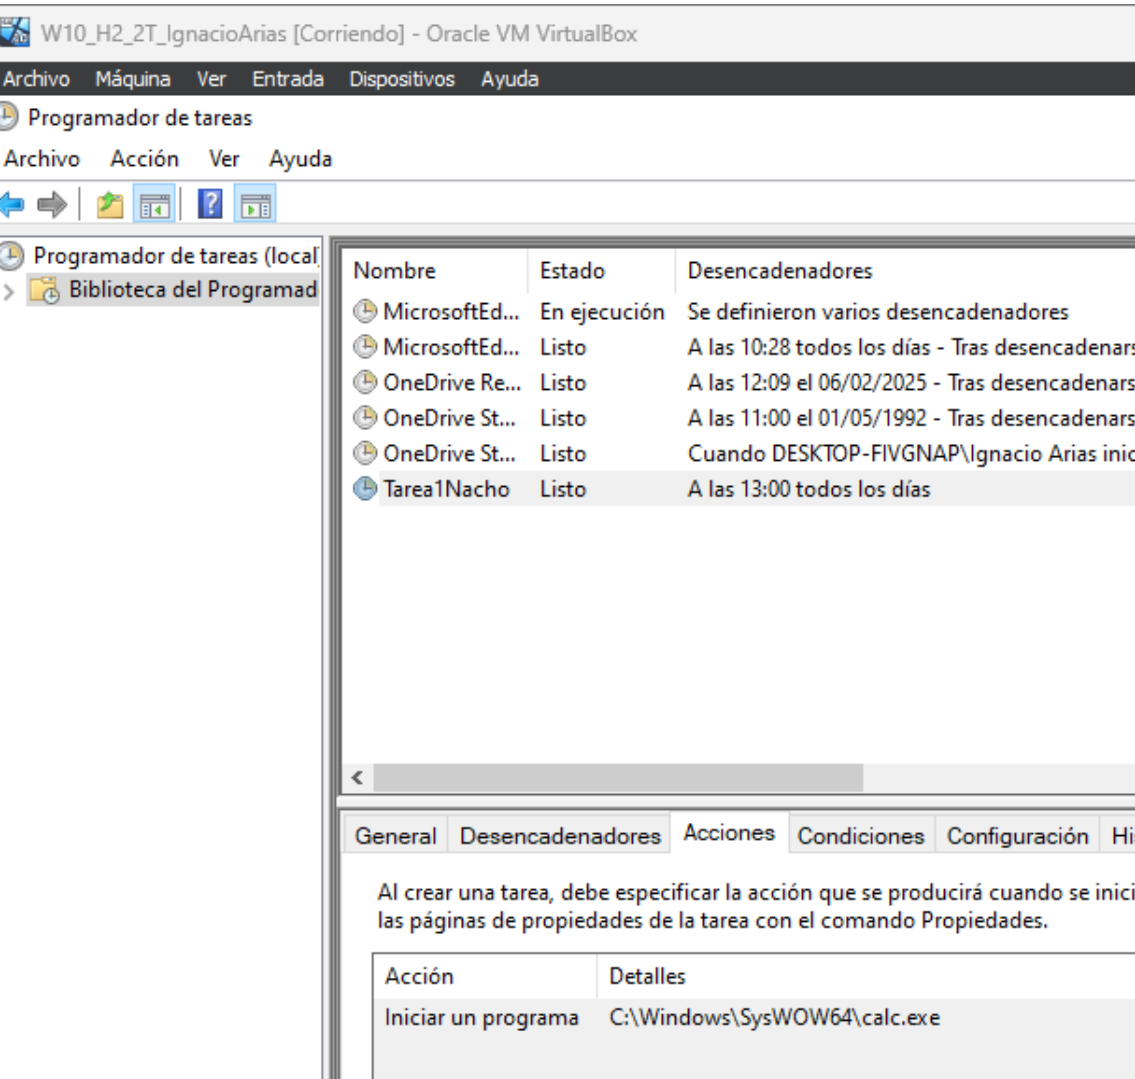 W10_H2_2T_IgnacioArias [Corriendo] - Oracle VM VirtualBox
Archivo Máquina Ver Entrada Dispositivos Ayuda
Programador de tareas
Archivo Acción Ver Ayuda
Programador de tareas (local
Biblioteca del Programad
Nombre Estado Desencadenadores
MicrosoftEd... En ejecución Se definieron varios desencadenadores
MicrosoftEd... Listo A las 10:28 todos los días - Tras desencadenars
OneDrive Re... Listo A las 12:09 el 06/02/2025 - Tras desencadenars
OneDrive St... Listo A las 11:00 el 01/05/1992 - Tras desencadenars
OneDrive St... Listo Cuando DESKTOP-FIVGNAP\Ignacio Arias inic
Tarea1Nacho Listo A las 13:00 todos los días
General Desencadenadores Acciones Condiciones Configuración His
Al crear una tarea, debe especificar la acción que se producirá cuando se inici
las páginas de propiedades de la tarea con el comando Propiedades.
Acción Detalles
Iniciar un programa C:\Windows\SysWOW64\calc.exe